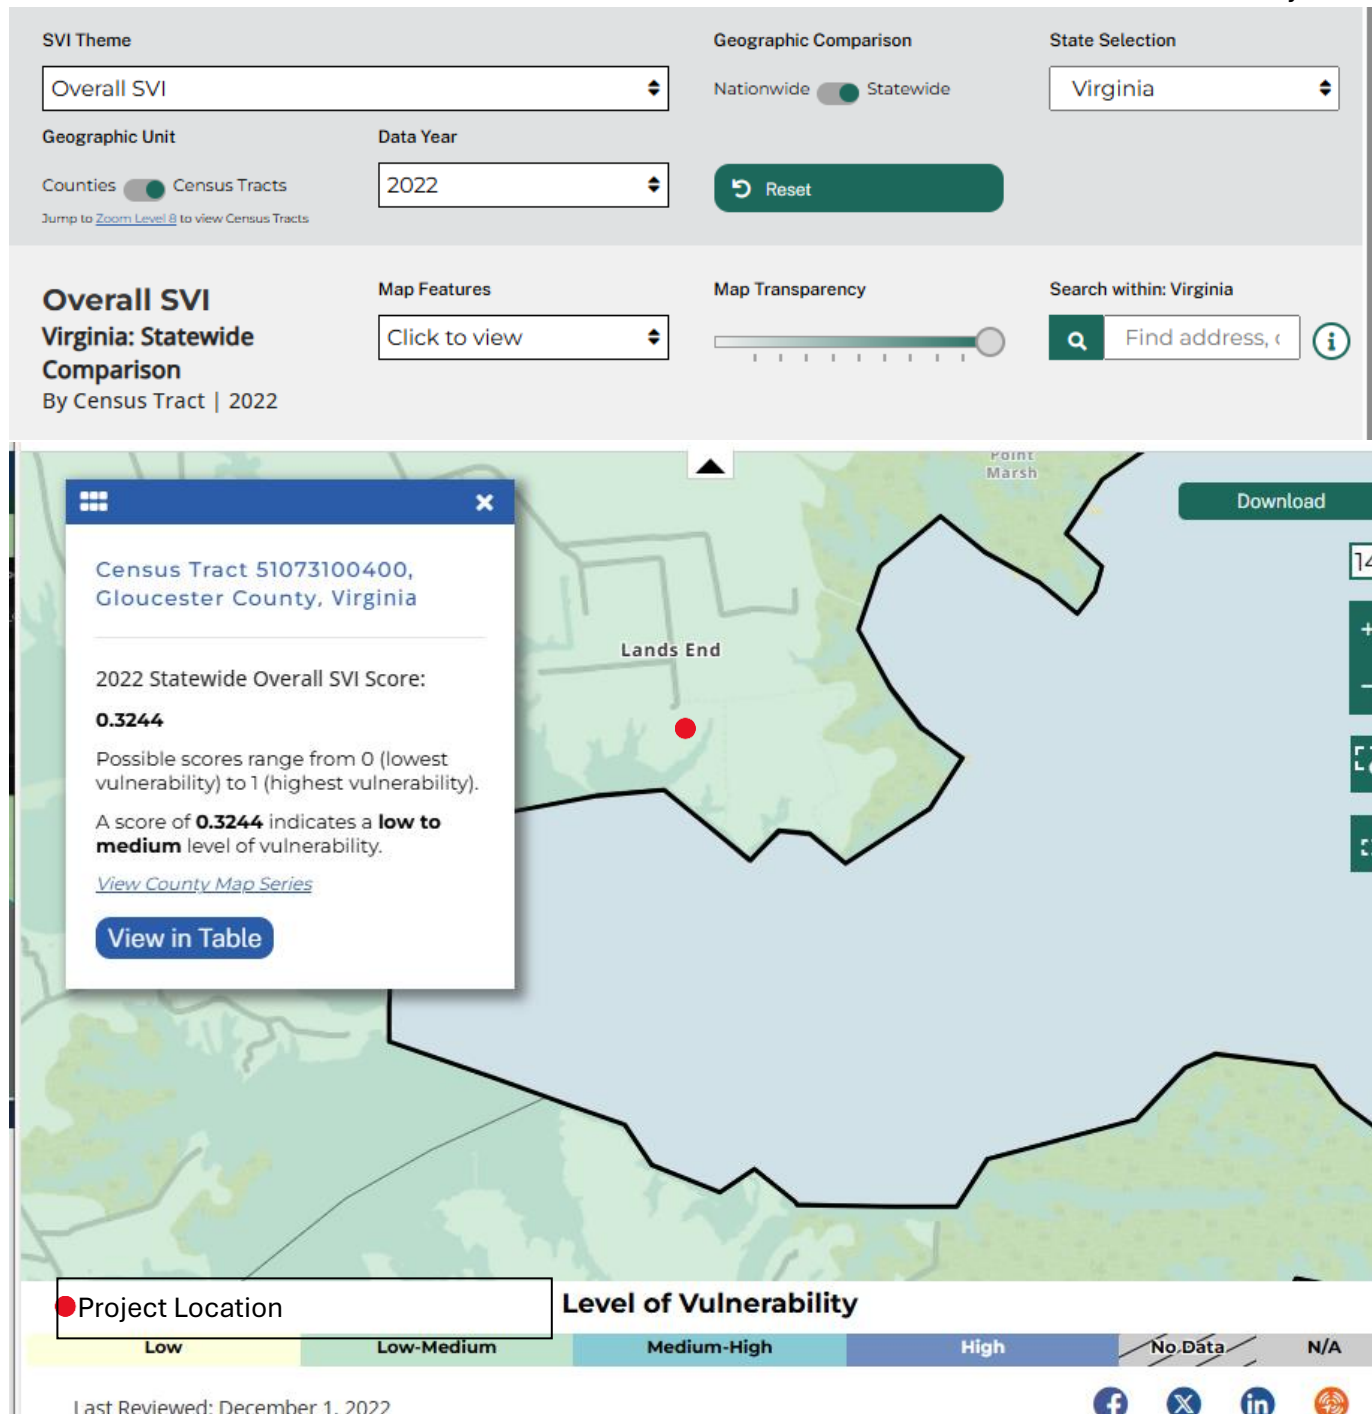 SVI Theme
Geographic Comparison
State Selection
Overall SVI
Nationwide Statewide
Virginia
Geographic Unit
Data Year
Counties Census Tracts
2022
Reset
Jump to Zoom Level 8 to view Census Tracts
Overall SVI
Virginia: Statewide
Comparison
By Census Tract | 2022
Map Features
Click to view
Map Transparency
Search within: Virginia
Find address, c
Point
Marsh
Download
14
Census Tract 51073100400,
Gloucester County, Virginia
2022 Statewide Overall SVI Score:
0.3244
Possible scores range from 0 (lowest
vulnerability) to 1 (highest vulnerability).
A score of 0.3244 indicates a low to
medium level of vulnerability.
View County Map Series
View in Table
Lands End
Project Location
Level of Vulnerability
Low
Low-Medium
Medium-High
High
No Data
N/A
Last Reviewed: December 1, 2022